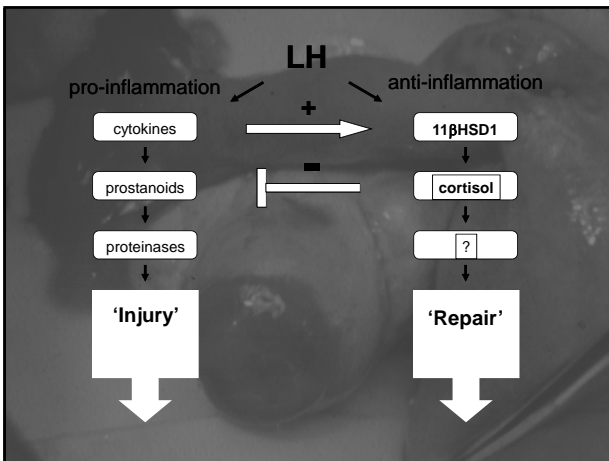 LH
pro-inflammation
anti-inflammation
+
cytokines
11βHSD1
-
prostanoids
cortisol
proteinases
?
‘Injury’
‘Repair’